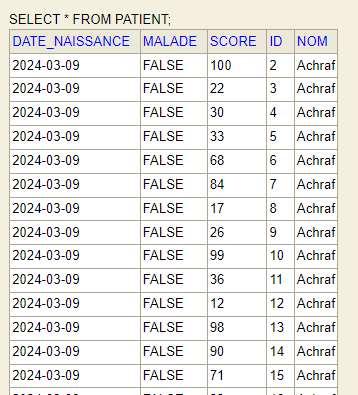 SELECT * FROM PATIENT;
DATE_NAISSANCE MALADE SCORE ID NOM
2024-03-09 FALSE 100 2 Achraf
2024-03-09 FALSE 22 3 Achraf
2024-03-09 FALSE 30 4 Achraf
2024-03-09 FALSE 33 5 Achraf
2024-03-09 FALSE 68 6 Achraf
2024-03-09 FALSE 84 7 Achraf
2024-03-09 FALSE 17 8 Achraf
2024-03-09 FALSE 26 9 Achraf
2024-03-09 FALSE 99 10 Achraf
2024-03-09 FALSE 36 11 Achraf
2024-03-09 FALSE 12 12 Achraf
2024-03-09 FALSE 98 13 Achraf
2024-03-09 FALSE 90 14 Achraf
2024-03-09 FALSE 71 15 Achraf